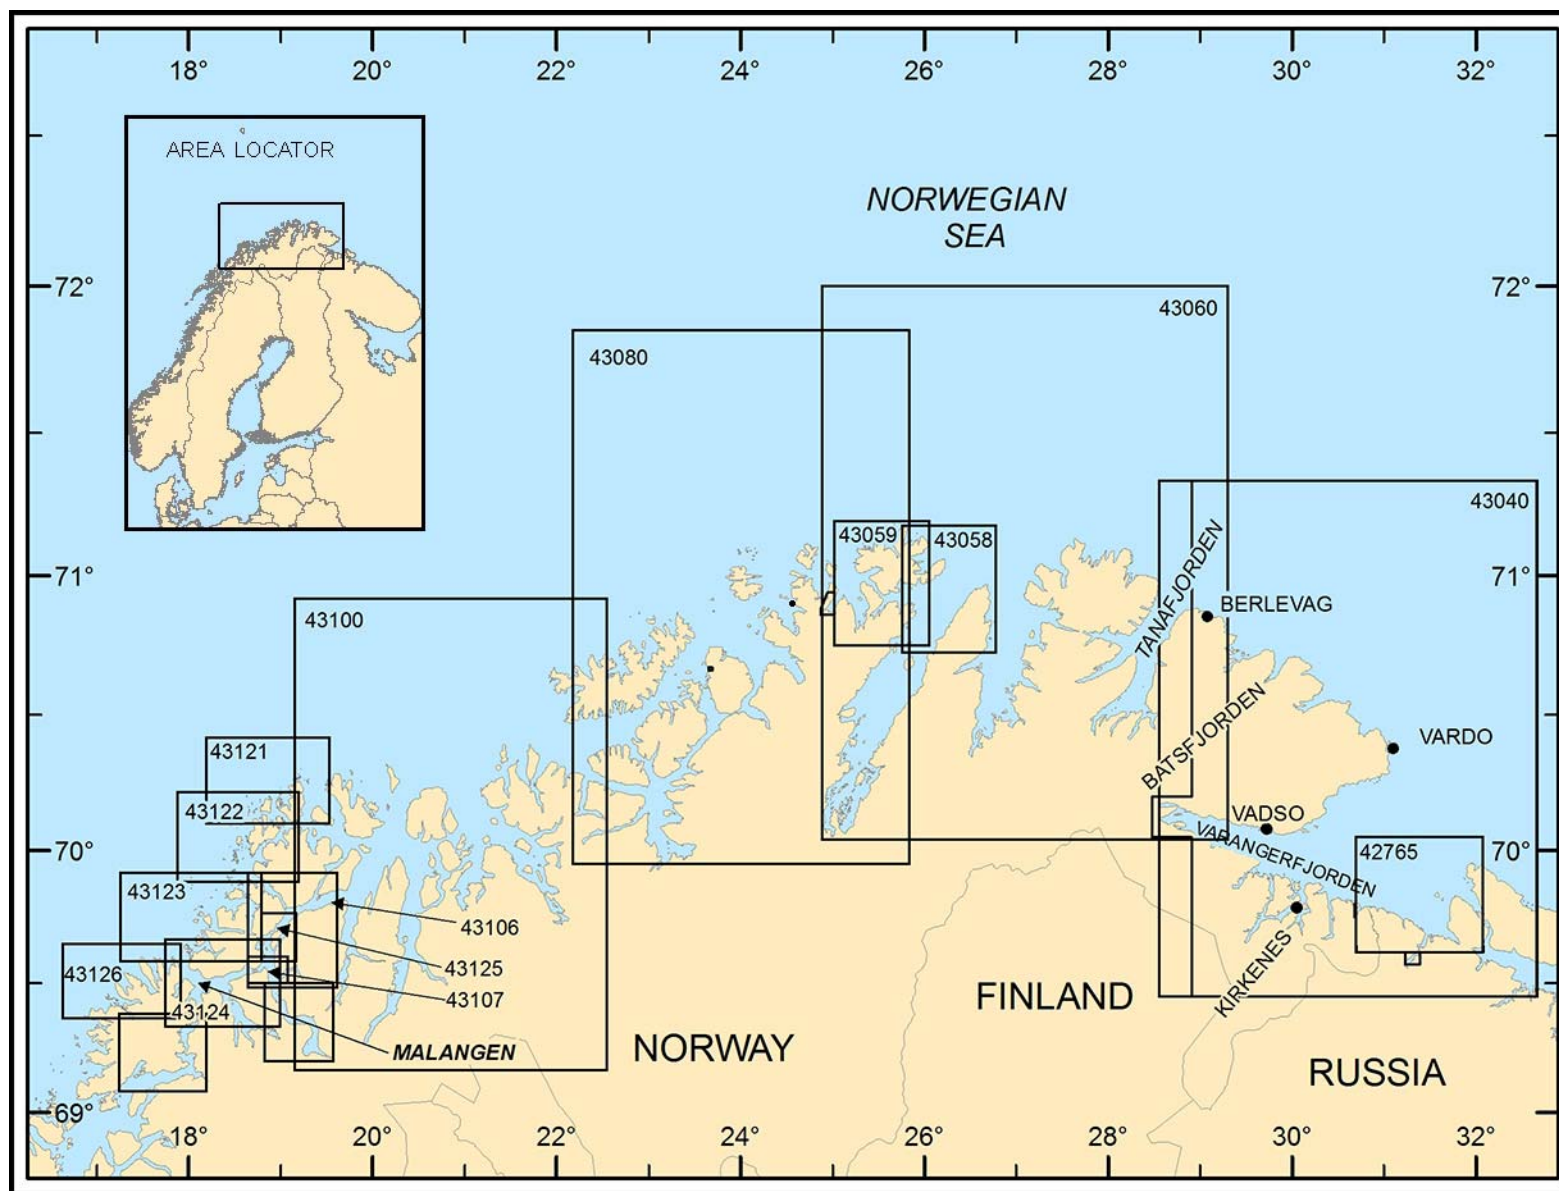 18° 20° 22° 24° 26° 28° 30° 32°
AREA LOCATOR
NORWEGIAN
SEA
72° 72°
43060
43080
43040
43059 43058
71° 71°
TANAFJORDEN
BERLEVAG
43100
BATSFJORDEN
VARDO
43121
43122
VADSO
VARANGERFJORDEN
70° 70°
42765
43123
43106
43125
43126
43107
KIRKENES
43124
FINLAND
MALANGEN
NORWAY
RUSSIA
69°
18° 20° 22° 24° 26° 28° 30° 32°